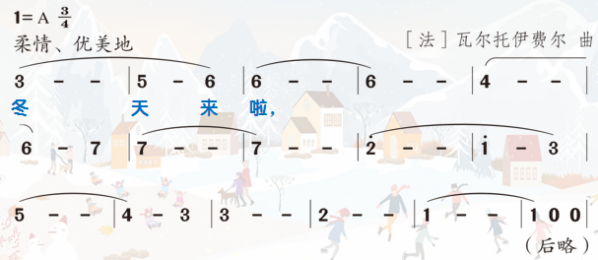 1=A 3/4
柔情、优美地 [法]瓦尔托伊费尔 曲
3 - - | 5 - 6 | 6 - - | 6 - - | 4 - - |
冬 天 来 啦，
6 - 7 | 7 - - | 7 - - | 2̇ - - | 1̇ - 3 |
5 - - | 4 - 3 | 3 - - | 2 - - | 1 - - | 1 0 0 |
(后略)